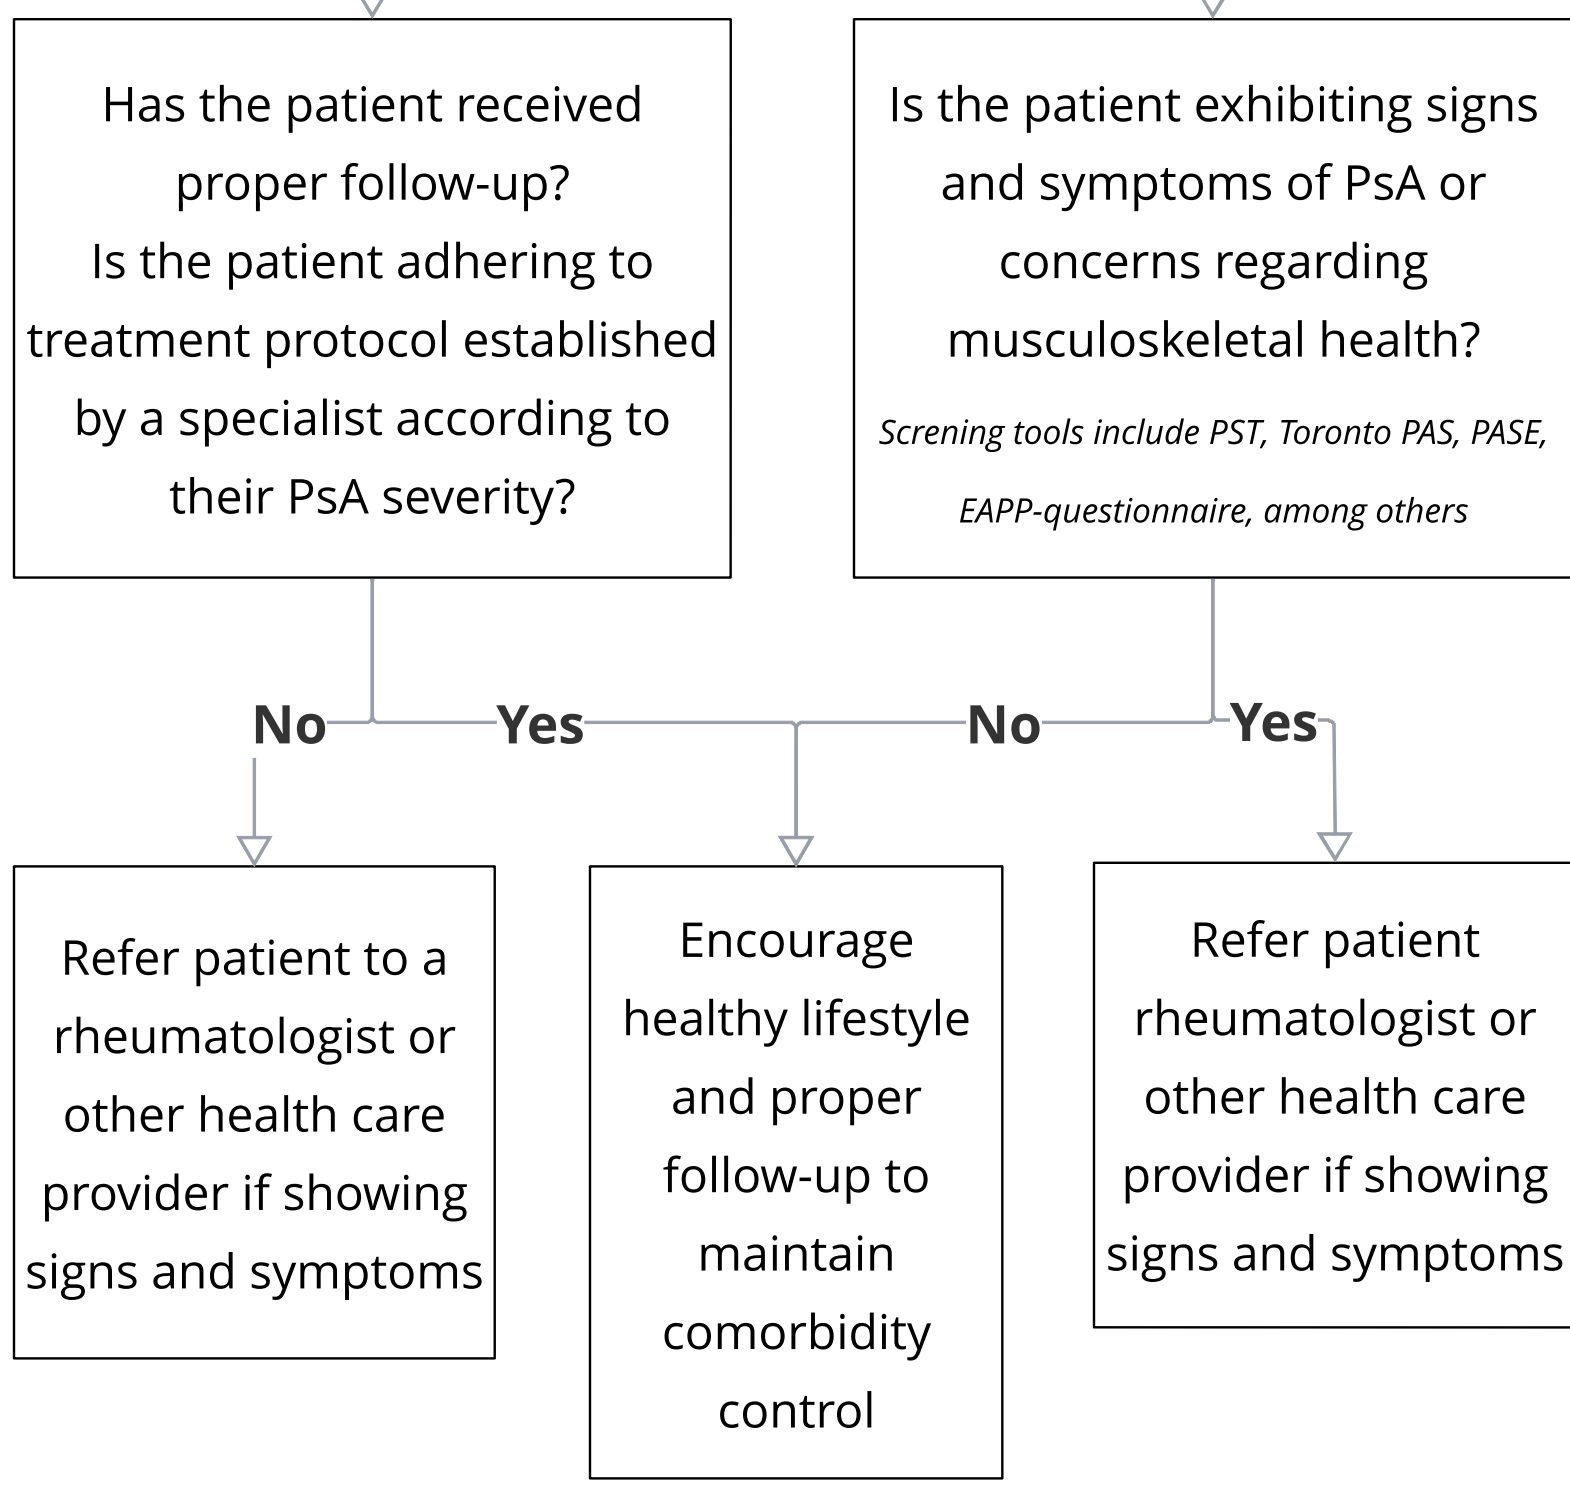 Has the patient received
proper follow-up?
Is the patient adhering to
treatment protocol established
by a specialist according to
their PsA severity?
Is the patient exhibiting signs
and symptoms of PsA or
concerns regarding
musculoskeletal health?
Screning tools include PST, Toronto PAS, PASE,
EAPP-questionnaire, among others
No
Yes
No
Yes
Refer patient to a
rheumatologist or
other health care
provider if showing
signs and symptoms
Encourage
healthy lifestyle
and proper
follow-up to
maintain
comorbidity
control
Refer patient
rheumatologist or
other health care
provider if showing
signs and symptoms